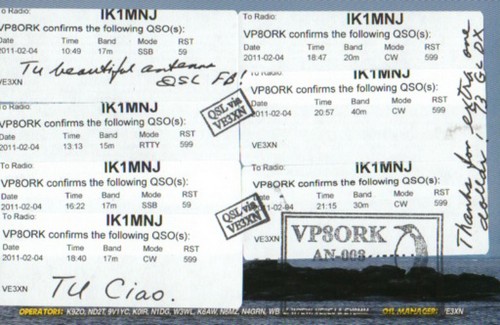 To Radio: IK1MNJ
VP8ORK confirms the following QSO(s):
Date Time Band Mode RST
2011-02-04 10:49 17m SSB 59
Tu beautiful antenna
VE3XN QSL FB!
IK1MNJ
VP8ORK confirms the following QSO(s):
Date Time Band Mode RST
2011-02-04 13:13 15m RTTY 599
To Radio: IK1MNJ
VP8ORK confirms the following QSO(s):
Date Time Band Mode RST
2011-02-04 16:22 17m SSB 599
To Radio: IK1MNJ
VP8ORK confirms the following QSO(s):
Date Time Band Mode RST
2011-02-04 18:40 17m CW 599
VE3XN
TU Ciao.
QSL via
VE3XN
QSL via
VE3XN
To Radio: IK1MNJ
VP8ORK confirms the following QSO(s):
Date Time Band Mode RST
2011-02-04 18:47 20m CW 599
To Radio: IK1MNJ
VP8ORK confirms the following QSO(s):
Date Time Band Mode RST
2011-02-04 20:57 40m CW 599
VE3XN
To Radio: IK1MNJ
VP8ORK confirms the following QSO(s):
Date Time Band Mode RST
2011-02-04 21:15 30m CW 599
VE3XN
VP8ORK
AN-008
Thanks for extra one
dollar! 73 GL DX
OPERATORS: K9ZO, ND2T, 9V1YC, K0IR, N1DG, W3WL, K6AW, N6MZ, N4GRN, WB
QSL MANAGER: VE3XN